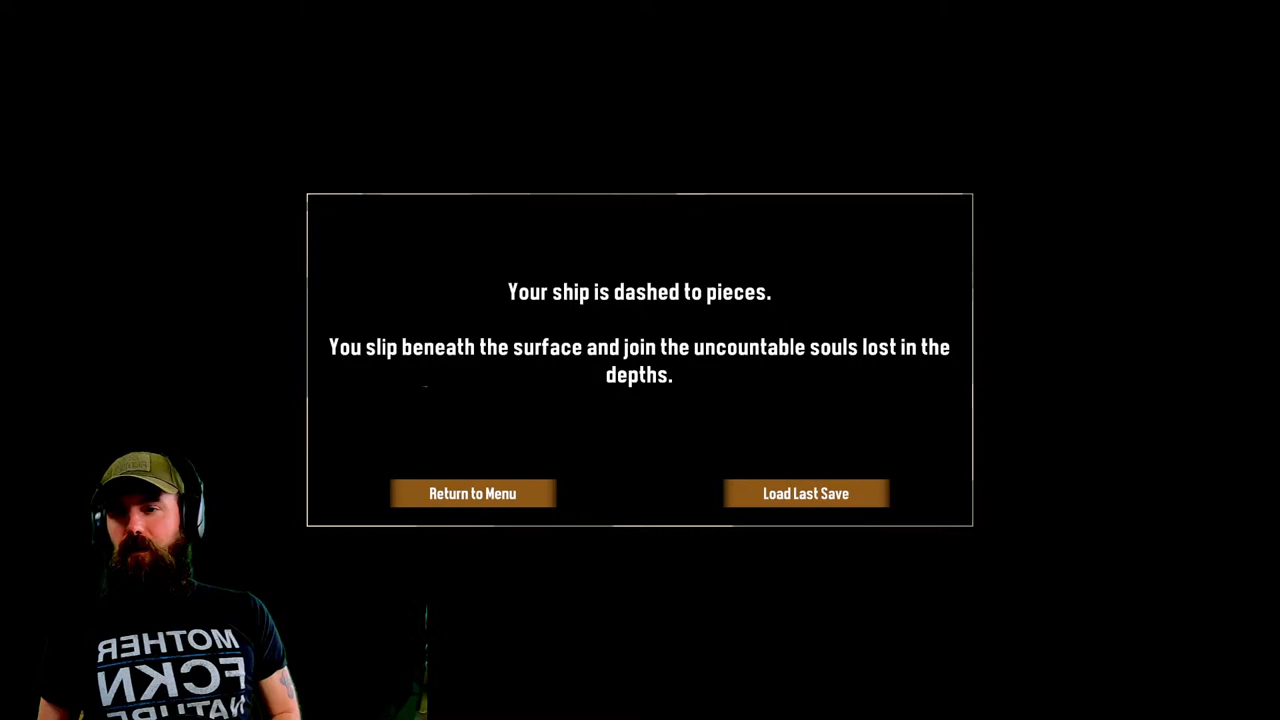 Your ship is dashed to pieces.
You slip beneath the surface and join the uncountable souls lost in the
depths.
Return to Menu
Load Last Save
MOTHER
FCKN
NATURE